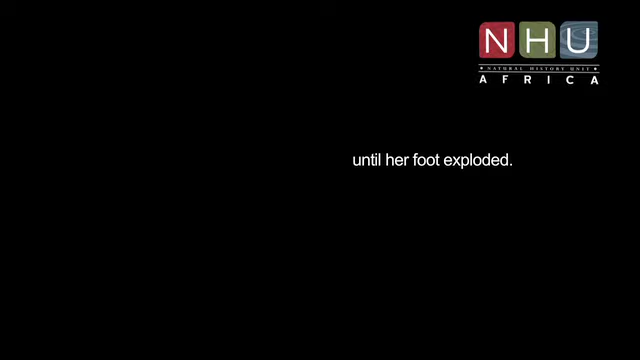 NHU
• NATURAL HISTORY UNIT •
AFRICA
until her foot exploded.